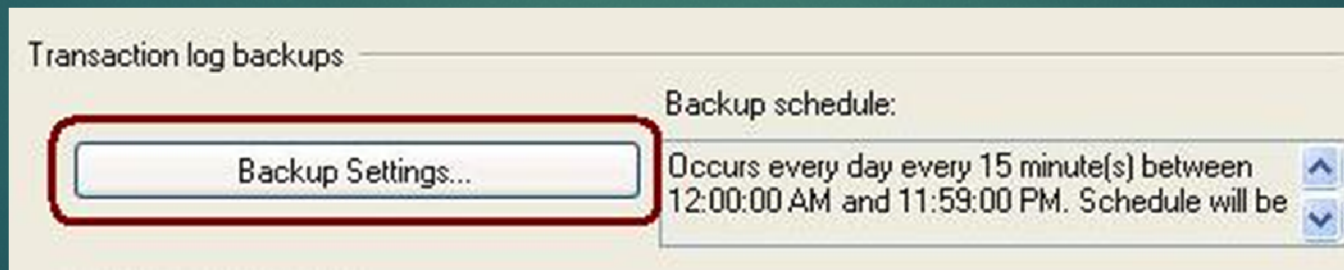 Transaction log backups
Backup schedule:
Backup Settings...
Occurs every day every 15 minute(s) between
12:00:00 AM and 11:59:00 PM. Schedule will be